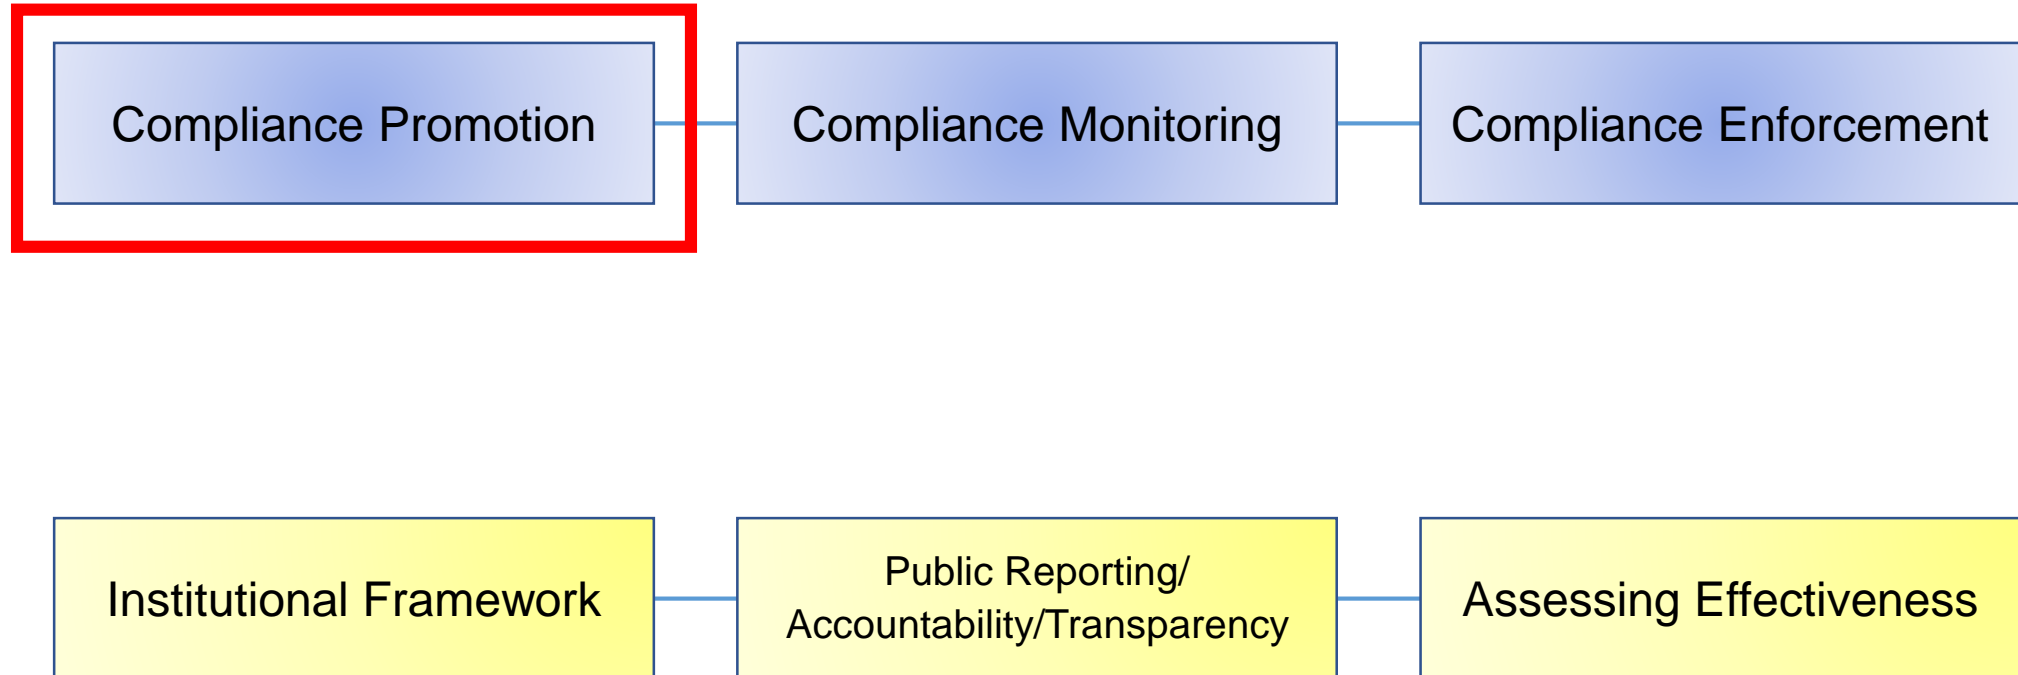 Compliance Promotion
Compliance Monitoring
Compliance Enforcement
Institutional Framework
Public Reporting/
Accountability/Transparency
Assessing Effectiveness